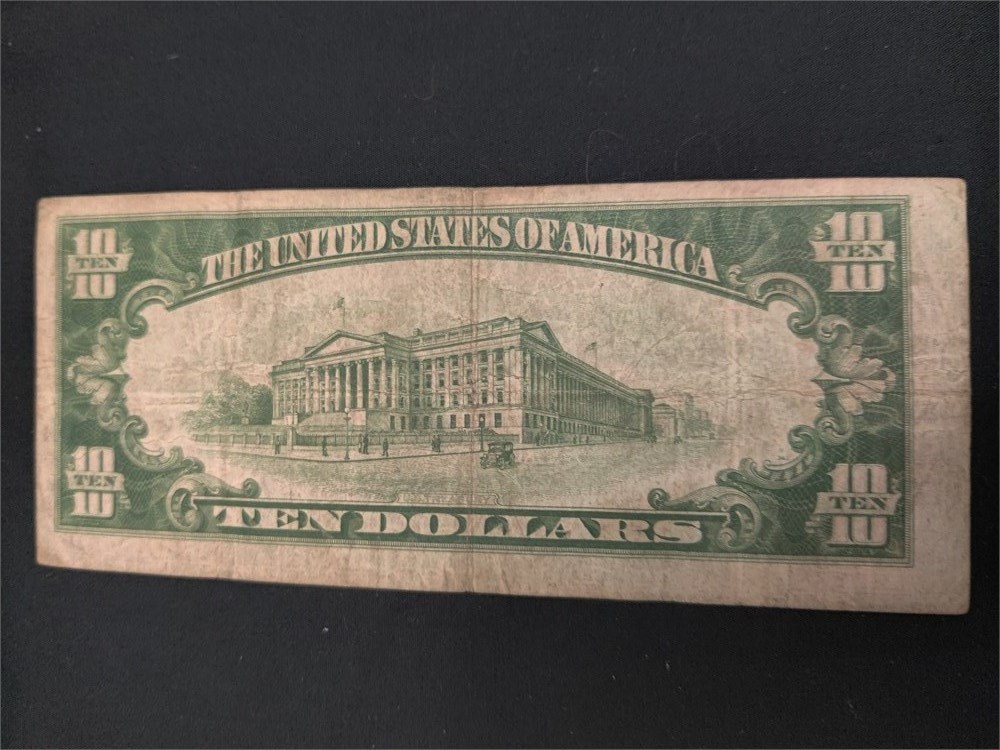 10 TEN 10
THE UNITED STATES OF AMERICA
$10 TEN 10
10 TEN 10
TEN DOLLARS
10 TEN 10